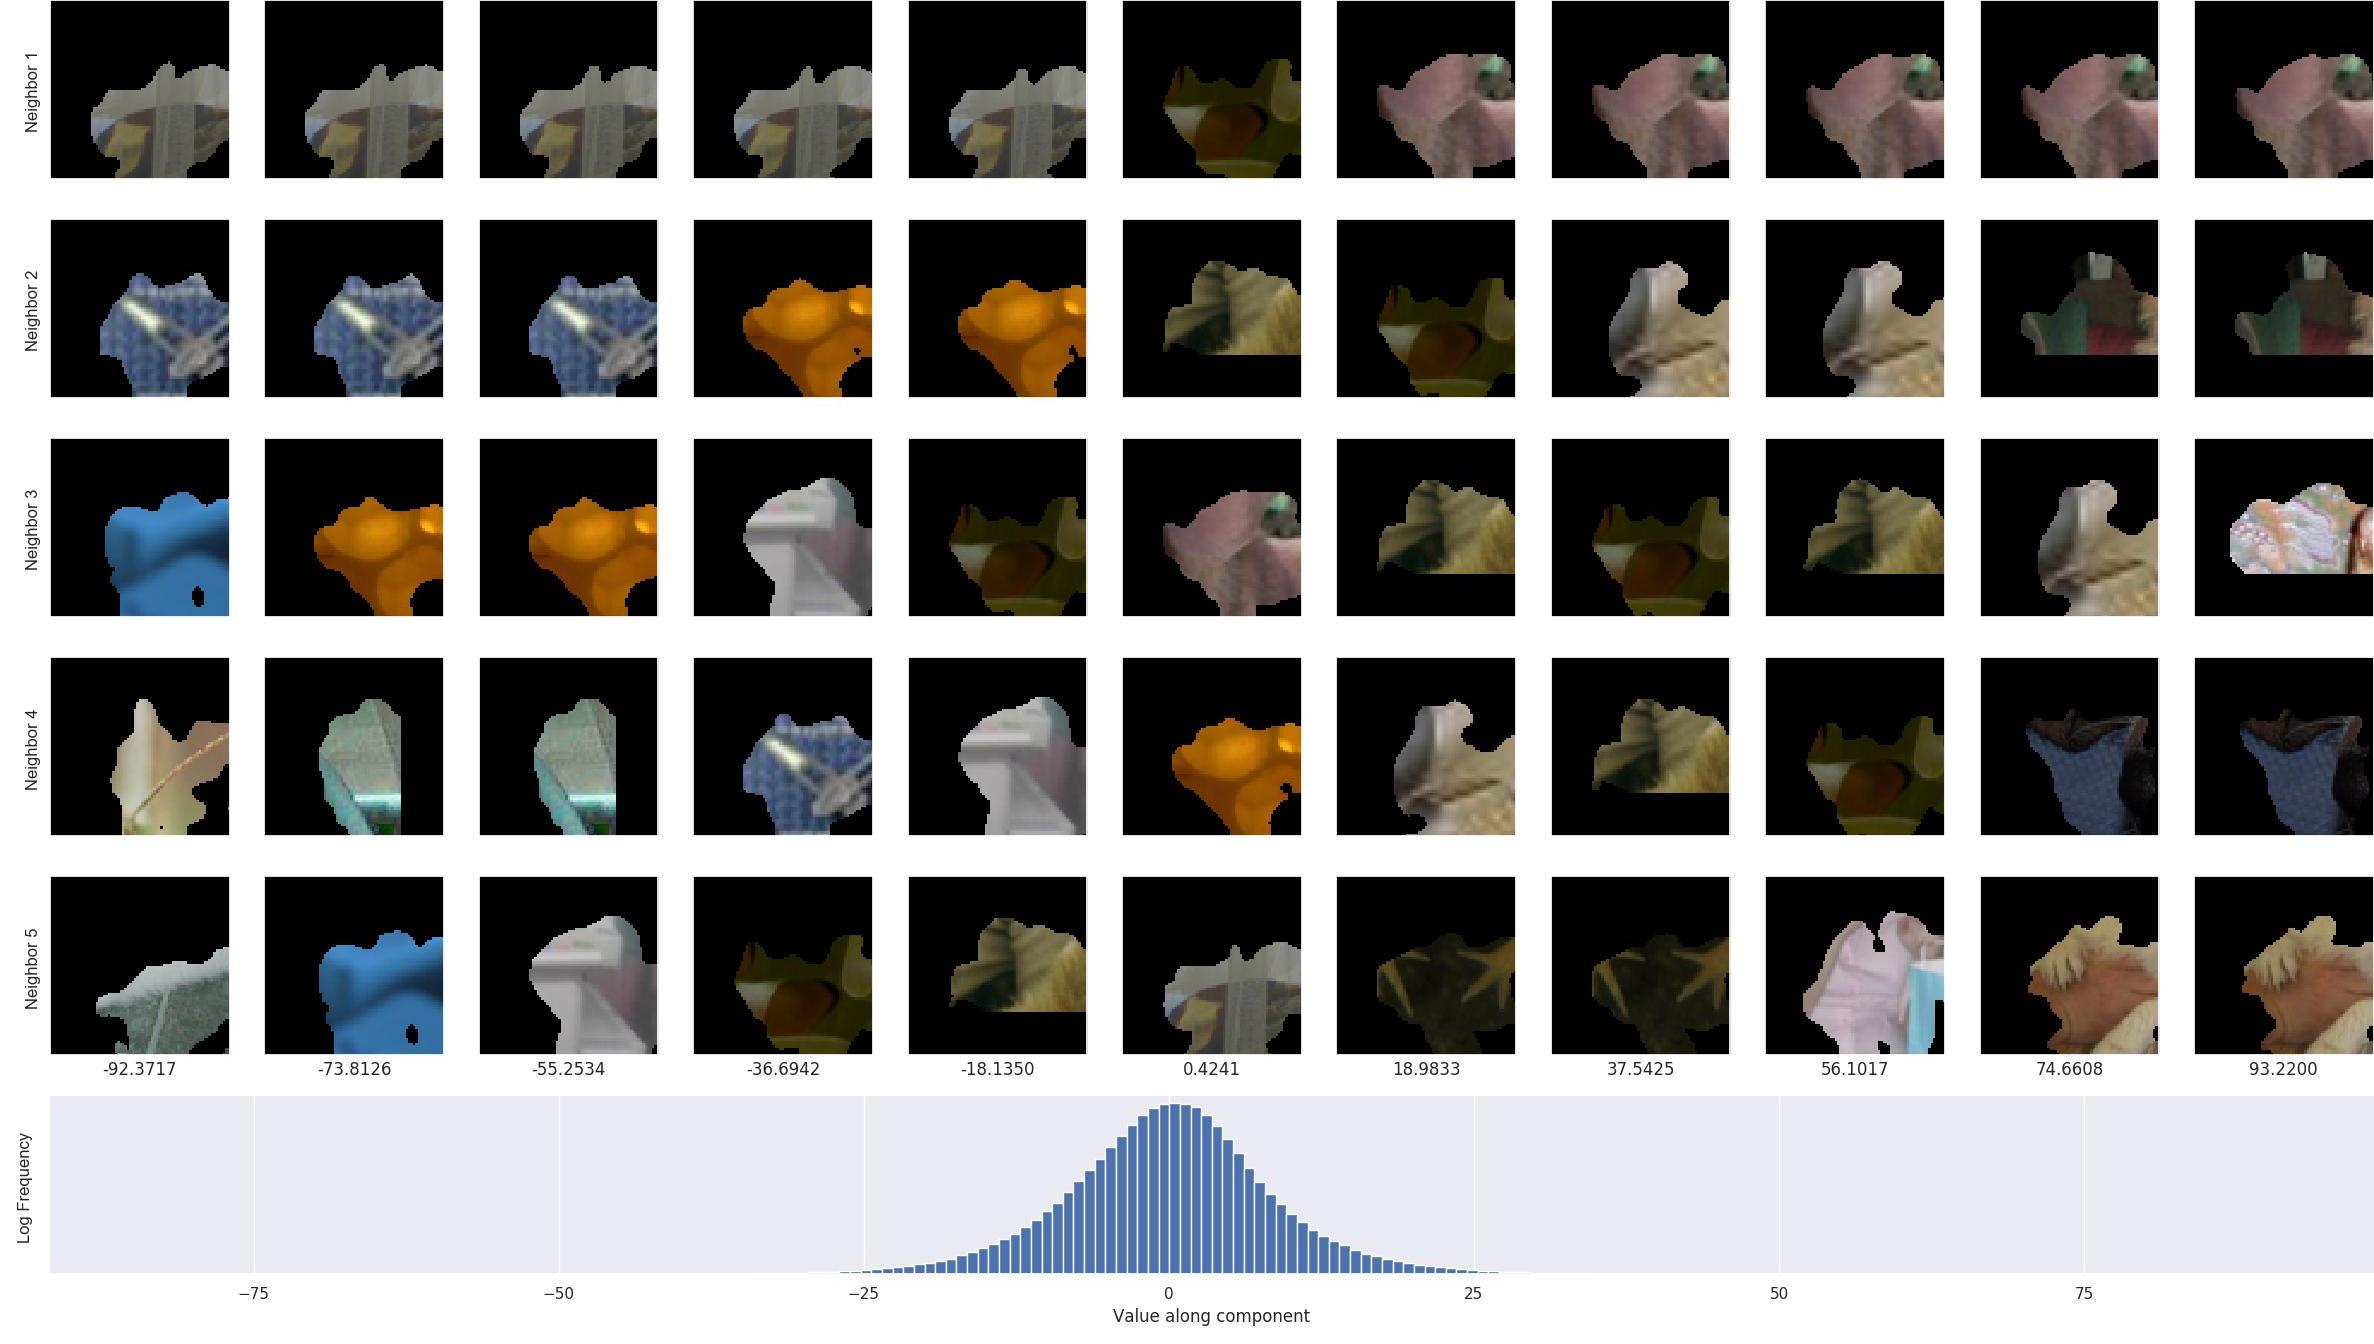 Neighbor 1
Neighbor 2
Neighbor 3
Neighbor 4
Neighbor 5
-92.3717 -73.8126 -55.2534 -36.6942 -18.1350 0.4241 18.9833 37.5425 56.1017 74.6608 93.2200
Log Frequency
−75 −50 −25 0 25 50 75
Value along component